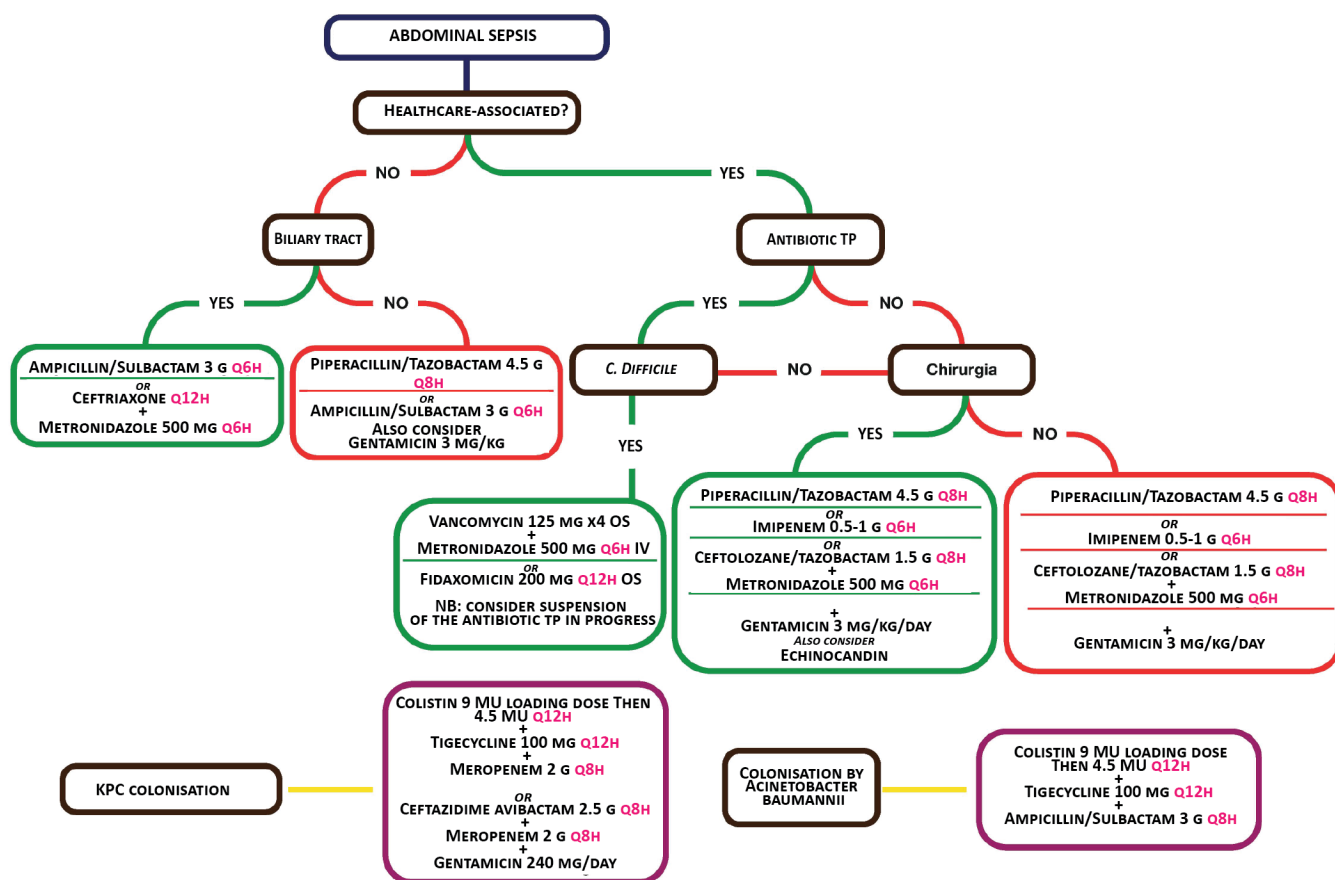 ABDOMINAL SEPSIS
HEALTHCARE-ASSOCIATED?
NO
YES
BILIARY TRACT
ANTIBIOTIC TP
YES
NO
YES
NO
AMPICILLIN/SULBACTAM 3 G Q6H
OR
CEFTRIAXONE Q12H
+
METRONIDAZOLE 500 MG Q6H
PIPERACILLIN/TAZOBACTAM 4.5 G
Q8H
OR
AMPICILLIN/SULBACTAM 3 G Q6H
ALSO CONSIDER
GENTAMICIN 3 MG/KG
C. DIFFICILE
NO
Chirurgia
YES
YES
NO
VANCOMYCIN 125 MG X4 OS
+
METRONIDAZOLE 500 MG Q6H IV
OR
FIDAXOMICIN 200 MG Q12H OS
NB: CONSIDER SUSPENSION
OF THE ANTIBIOTIC TP IN PROGRESS
PIPERACILLIN/TAZOBACTAM 4.5 G Q8H
OR
IMIPENEM 0.5-1 G Q6H
OR
CEFTOLOZANE/TAZOBACTAM 1.5 G Q8H
+
METRONIDAZOLE 500 MG Q6H
+
GENTAMICIN 3 MG/KG/DAY
ALSO CONSIDER
ECHINOCANDIN
PIPERACILLIN/TAZOBACTAM 4.5 G Q8H
OR
IMIPENEM 0.5-1 G Q6H
OR
CEFTOLOZANE/TAZOBACTAM 1.5 G Q8H
+
METRONIDAZOLE 500 MG Q6H
+
GENTAMICIN 3 MG/KG/DAY
KPC COLONISATION
COLISTIN 9 MU LOADING DOSE THEN
4.5 MU Q12H
+
TIGECYCLINE 100 MG Q12H
+
MEROPENEM 2 G Q8H
OR
CEFTAZIDIME AVIBACTAM 2.5 G Q8H
+
MEROPENEM 2 G Q8H
+
GENTAMICIN 240 MG/DAY
COLONISATION BY
ACINETOBACTER
BAUMANNII
COLISTIN 9 MU LOADING DOSE
THEN 4.5 MU Q12H
+
TIGECYCLINE 100 MG Q12H
+
AMPICILLIN/SULBACTAM 3 G Q8H